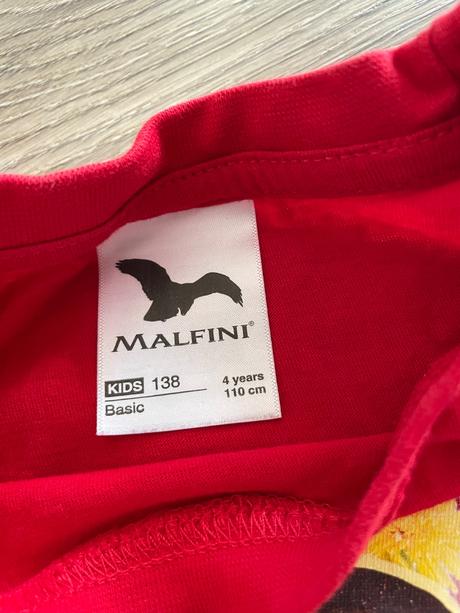 MALFINI®
KIDS 138
Basic
4 years
110 cm